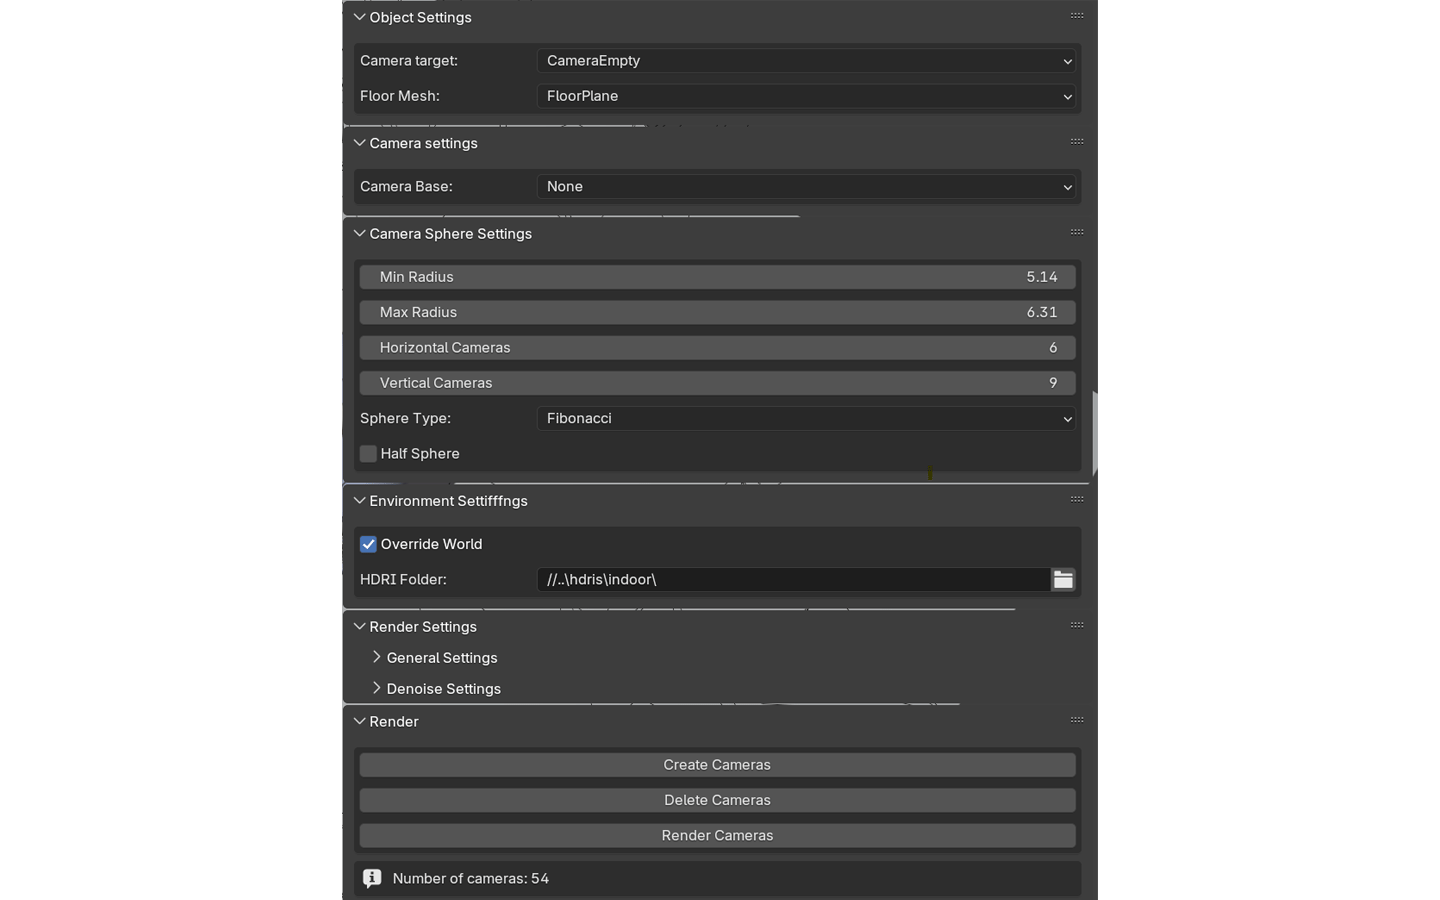 Object Settings
Camera target: CameraEmpty
Floor Mesh: FloorPlane
Camera settings
Camera Base: None
Camera Sphere Settings
Min Radius 5.14
Max Radius 6.31
Horizontal Cameras 6
Vertical Cameras 9
Sphere Type: Fibonacci
Half Sphere
Environment Settifffngs
Override World
HDRI Folder: //..\hdris\indoor\
Render Settings
General Settings
Denoise Settings
Render
Create Cameras
Delete Cameras
Render Cameras
Number of cameras: 54